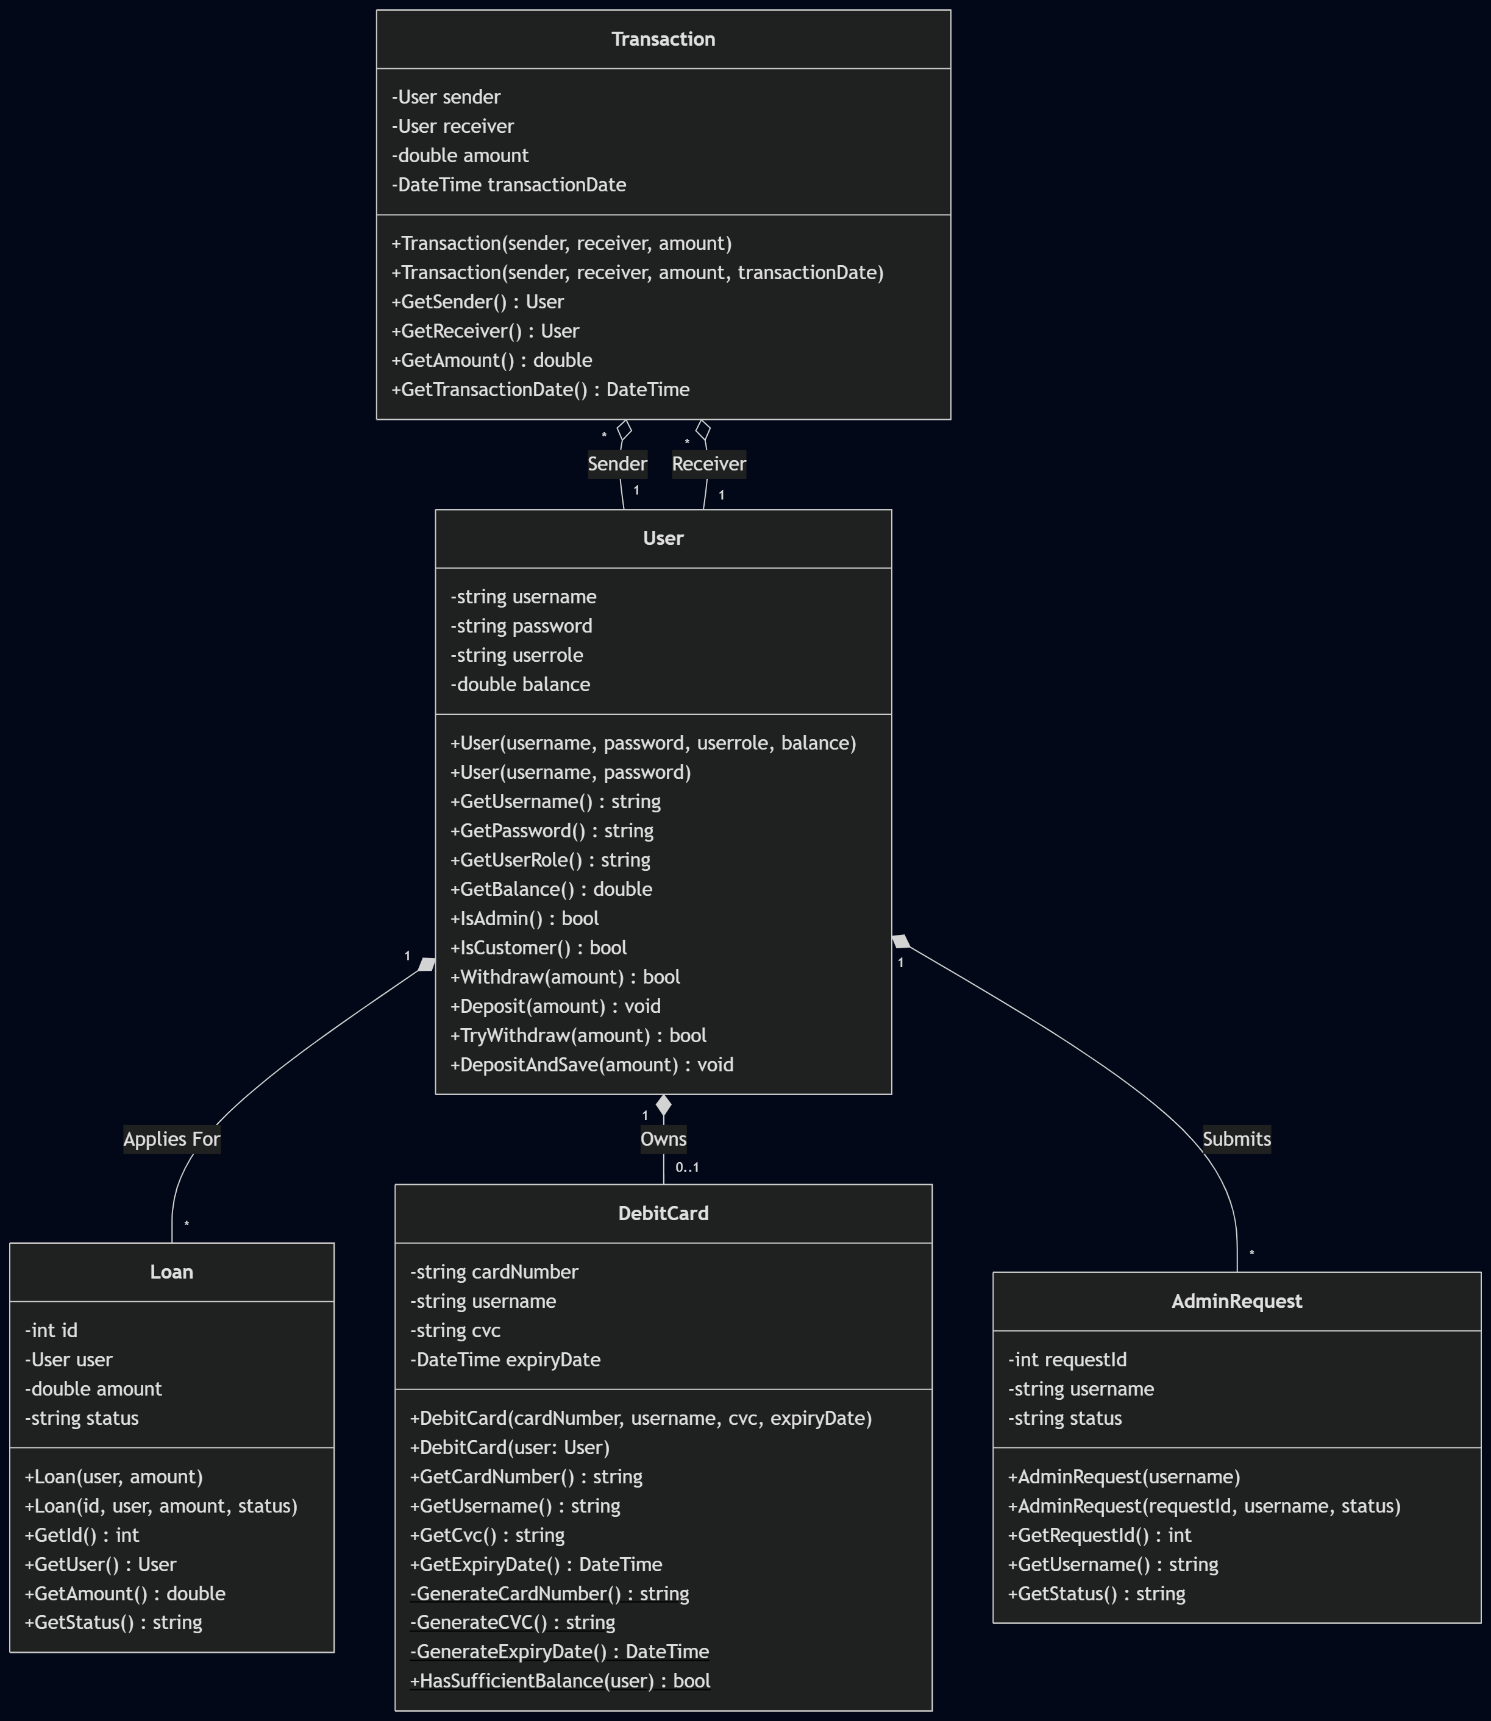 Transaction
-User sender
-User receiver
-double amount
-DateTime transactionDate
+Transaction(sender, receiver, amount)
+Transaction(sender, receiver, amount, transactionDate)
+GetSender() : User
+GetReceiver() : User
+GetAmount() : double
+GetTransactionDate() : DateTime
*
*
Sender
Receiver
1
1
User
-string username
-string password
-string userrole
-double balance
+User(username, password, userrole, balance)
+User(username, password)
+GetUsername() : string
+GetPassword() : string
+GetUserRole() : string
+GetBalance() : double
+IsAdmin() : bool
+IsCustomer() : bool
+Withdraw(amount) : bool
+Deposit(amount) : void
+TryWithdraw(amount) : bool
+DepositAndSave(amount) : void
1
1
1
Applies For
Owns
Submits
*
0..1
*
Loan
-int id
-User user
-double amount
-string status
+Loan(user, amount)
+Loan(id, user, amount, status)
+GetId() : int
+GetUser() : User
+GetAmount() : double
+GetStatus() : string
DebitCard
-string cardNumber
-string username
-string cvc
-DateTime expiryDate
+DebitCard(cardNumber, username, cvc, expiryDate)
+DebitCard(user: User)
+GetCardNumber() : string
+GetUsername() : string
+GetCvc() : string
+GetExpiryDate() : DateTime
-GenerateCardNumber() : string
-GenerateCVC() : string
-GenerateExpiryDate() : DateTime
+HasSufficientBalance(user) : bool
AdminRequest
-int requestId
-string username
-string status
+AdminRequest(username)
+AdminRequest(requestId, username, status)
+GetRequestId() : int
+GetUsername() : string
+GetStatus() : string